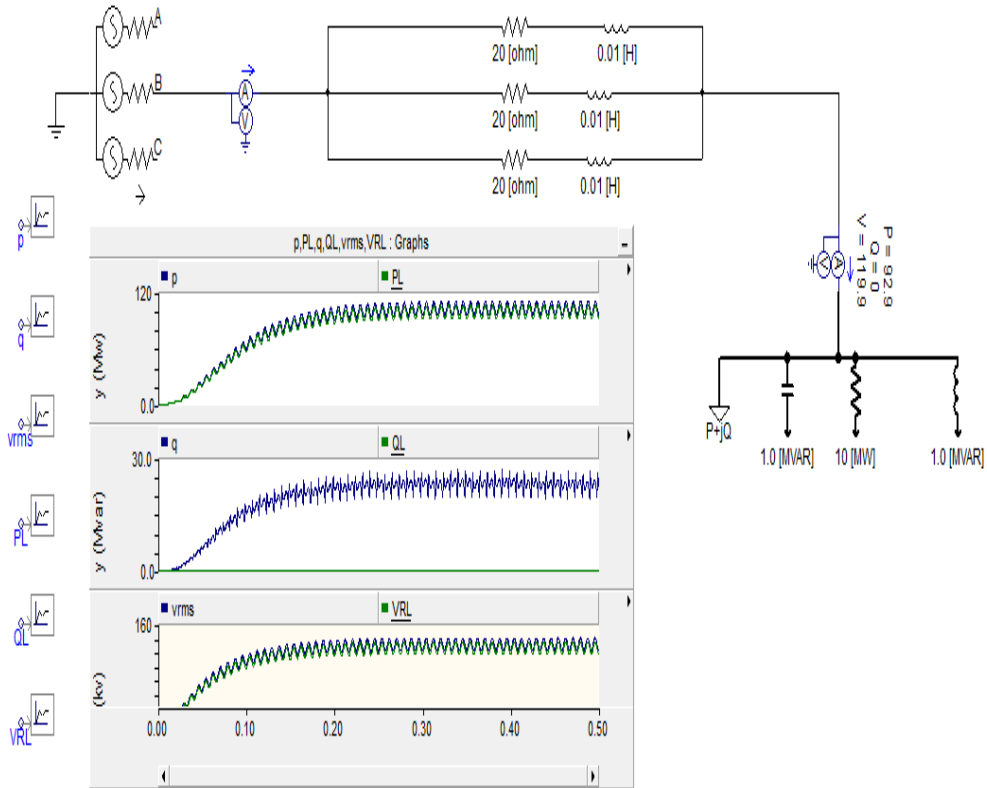 A
B
C
A
V
20 [ohm]
0.01 [H]
20 [ohm]
0.01 [H]
20 [ohm]
0.01 [H]
p
q
vrms
PL
QL
VRL
p,PL,q,QL,vrms,VRL : Graphs
p
PL
120
0.0
y (Mw)
q
QL
30.0
0.0
y (Mvar)
vrms
VRL
160
(kv)
0.00 0.10 0.20 0.30 0.40 0.50
P = 92.9
Q = 0
V = 119.9
V
A
P+jQ
1.0 [MVAR]
10 [MW]
1.0 [MVAR]